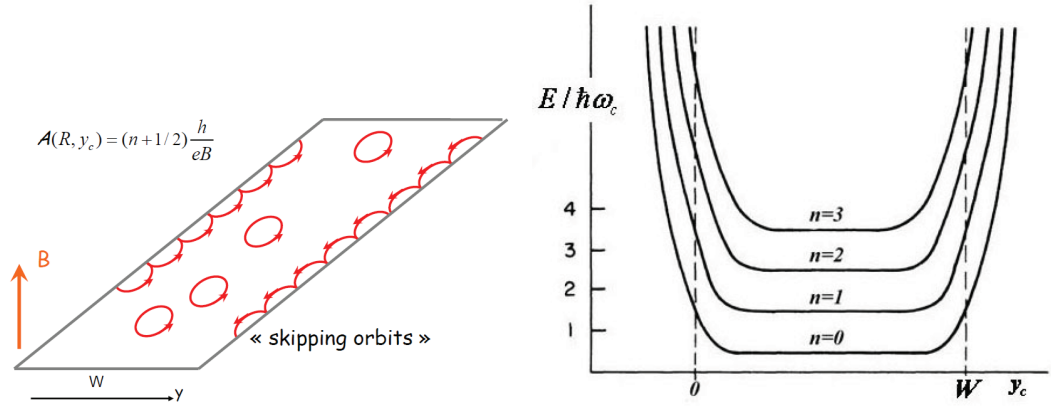 𝒜(R, y_c) = (n+1/2) h/eB
B
« skipping orbits »
W
y
E / ħω_c
4
3
2
1
n=3
n=2
n=1
n=0
0
W
y_c